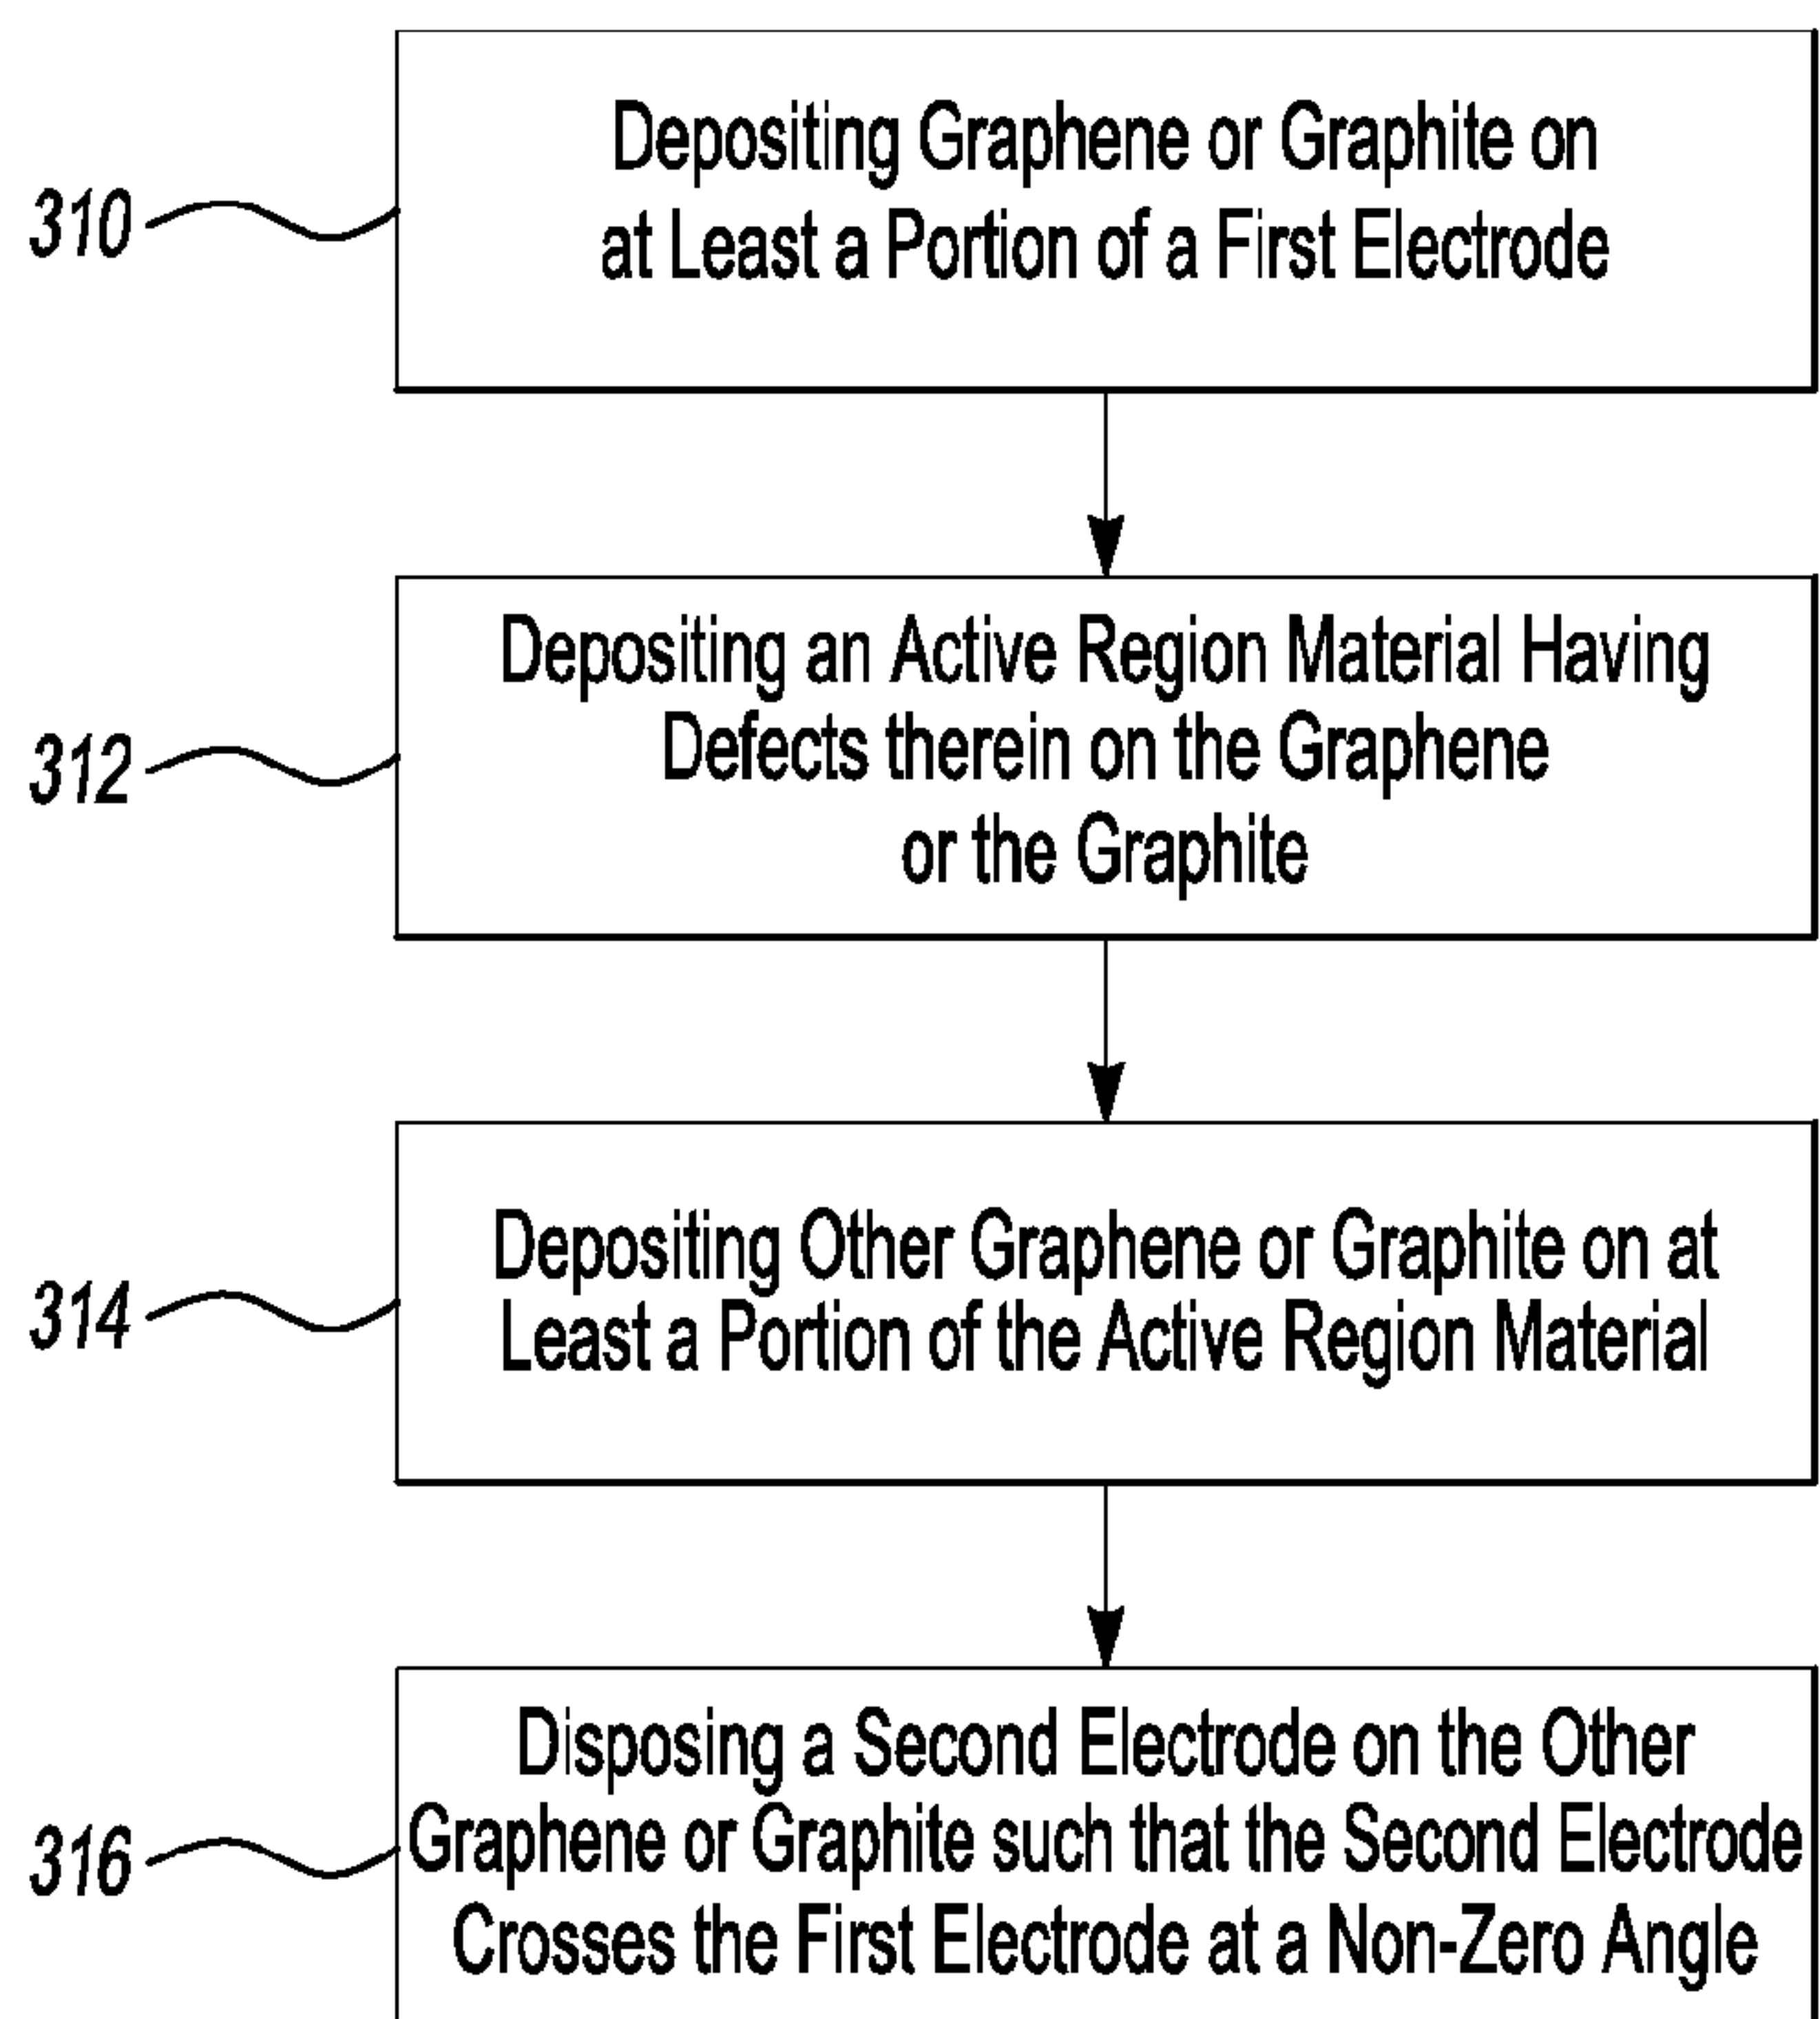 310
Depositing Graphene or Graphite on
at Least a Portion of a First Electrode
312
Depositing an Active Region Material Having
Defects therein on the Graphene
or the Graphite
314
Depositing Other Graphene or Graphite on at
Least a Portion of the Active Region Material
316
Disposing a Second Electrode on the Other
Graphene or Graphite such that the Second Electrode
Crosses the First Electrode at a Non-Zero Angle